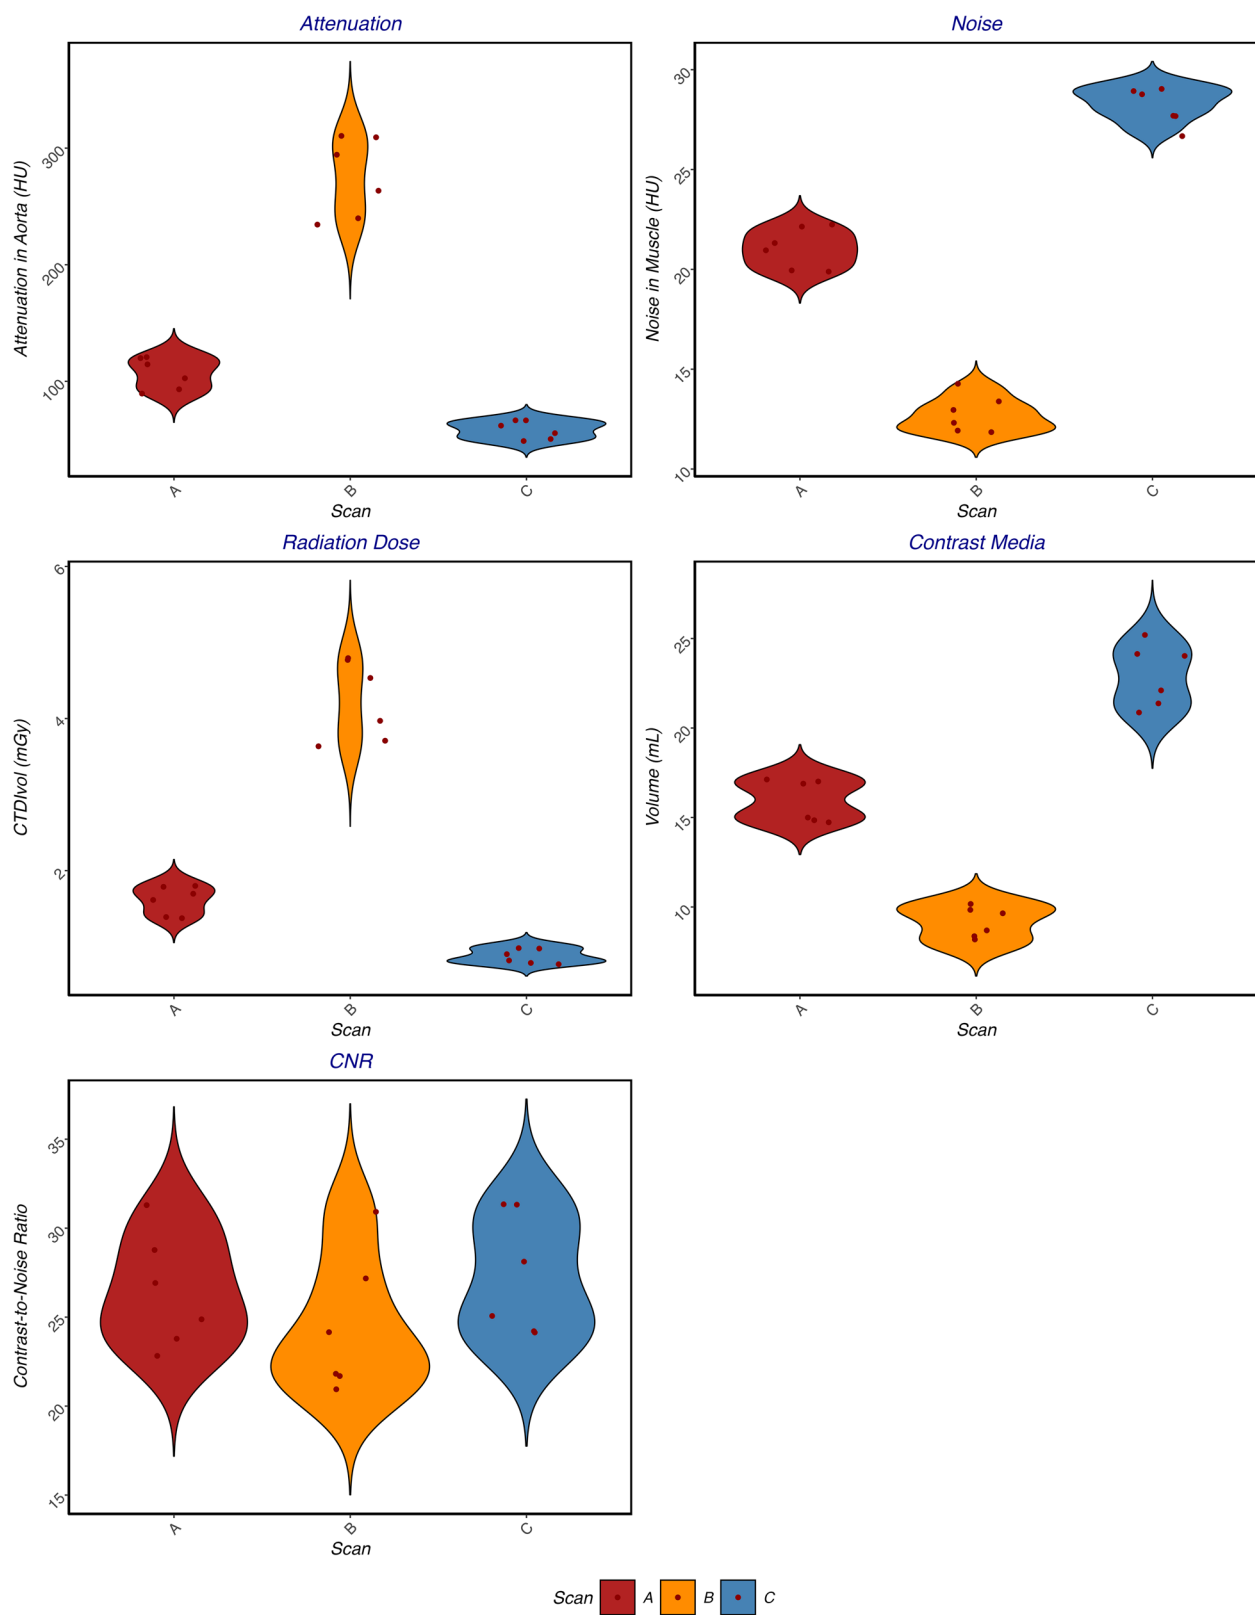 Attenuation
Attenuation in Aorta (HU)
300
200
100
A B C
Scan
Noise
Noise in Muscle (HU)
30
25
20
15
10
A B C
Scan
Radiation Dose
CTDIvol (mGy)
6
4
2
A B C
Scan
Contrast Media
Volume (mL)
25
20
15
10
A B C
Scan
CNR
Contrast-to-Noise Ratio
35
30
25
20
15
A B C
Scan
Scan A B C